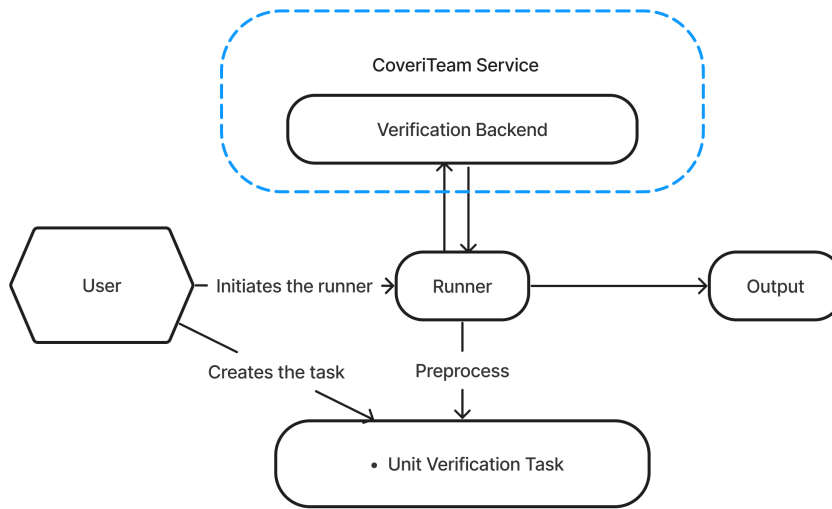 CoveriTeam Service
Verification Backend
User
Initiates the runner
Runner
Output
Creates the task
Preprocess
• Unit Verification Task